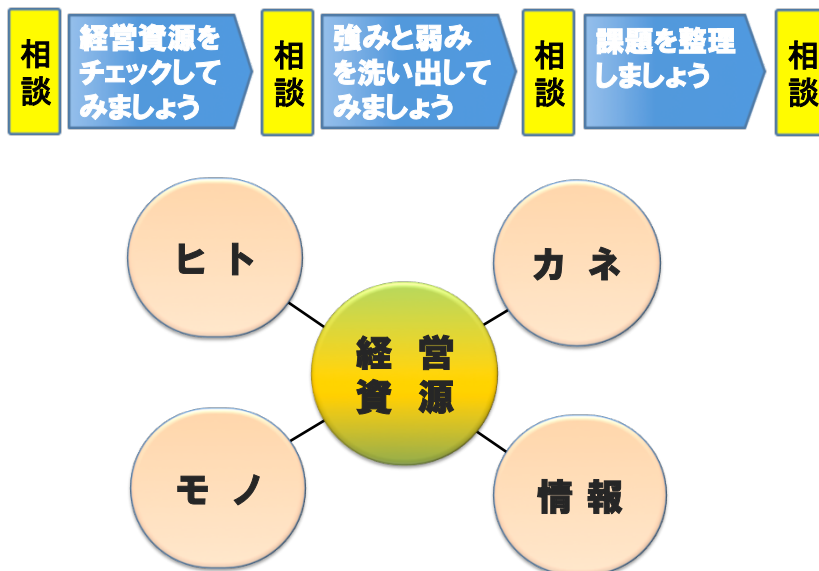 相談
経営資源を
チェックして
みましょう
相談
強みと弱み
を洗い出して
みましょう
相談
課題を整理
しましょう
相談
ヒト
カネ
経営
資源
モノ
情報